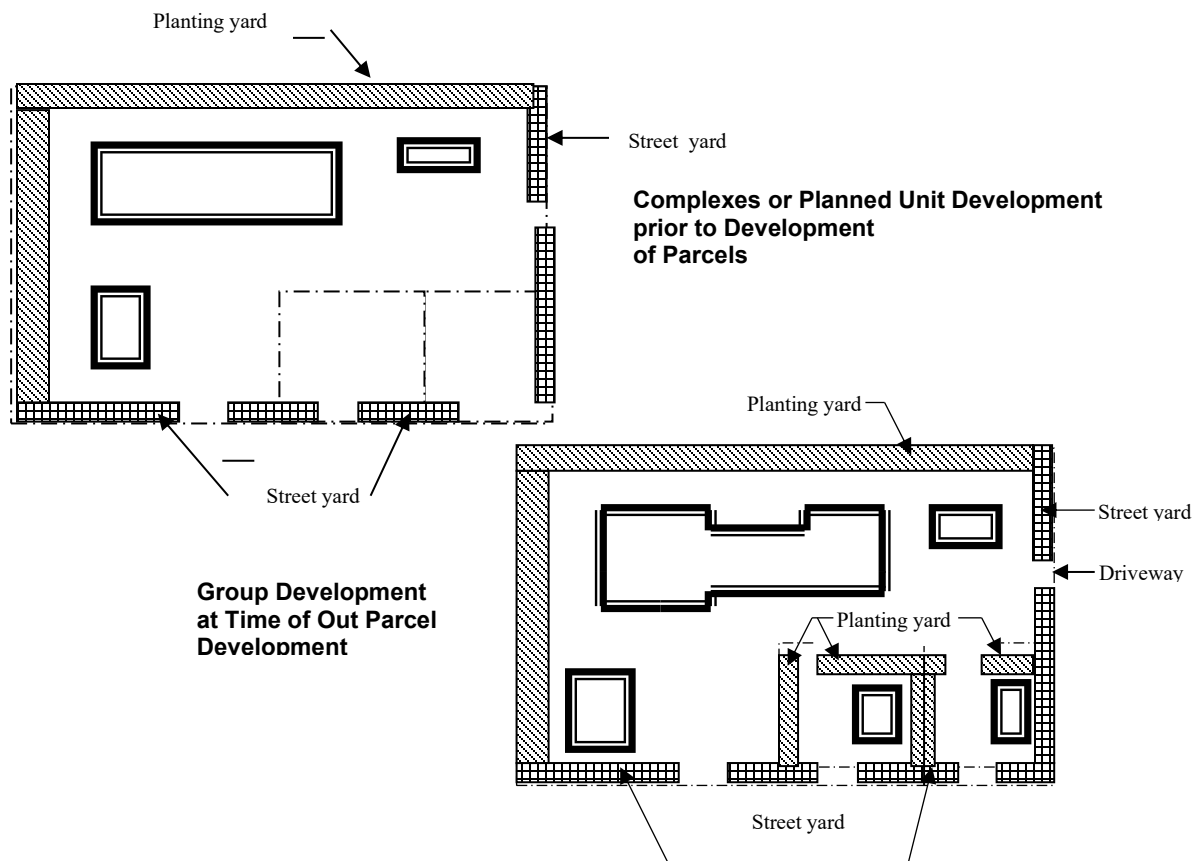 Planting yard
Street yard
Complexes or Planned Unit Development
prior to Development
of Parcels
Street yard
Planting yard
Street yard
Driveway
Group Development
at Time of Out Parcel
Development
Planting yard
Street yard